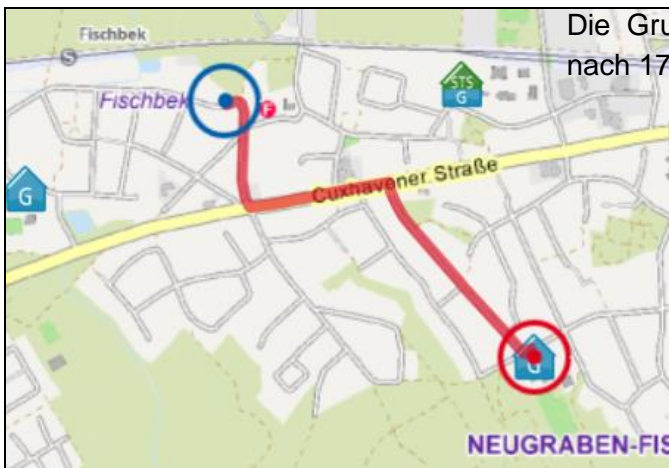 Die Gru
nach 17
Fischbek
S
Fischbek
F
STS
G
G
Cuxhavener Straße
G
NEUGRABEN-FIS